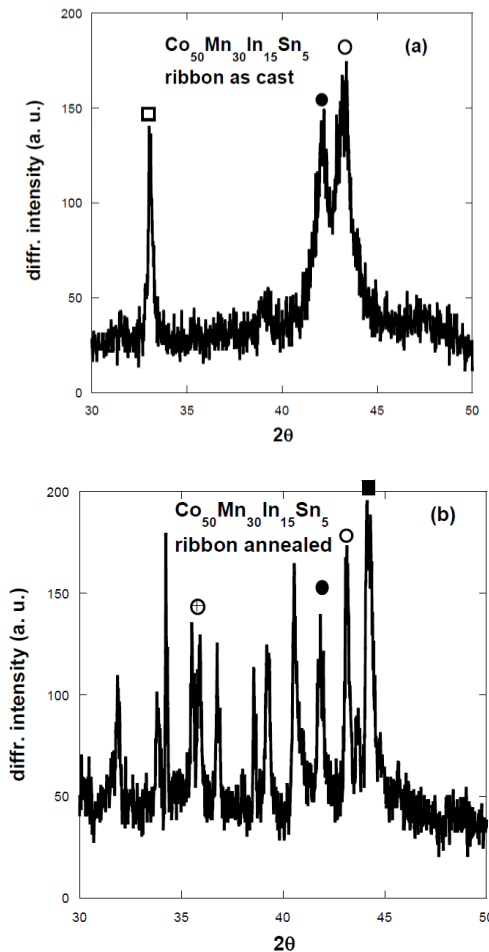 200
150
100
50
0
diffr. intensity (a. u.)
Co50Mn30In15Sn5
ribbon as cast
(a)
30 35 40 45 50
2θ
200
150
100
50
0
diffr. intensity (a. u.)
Co50Mn30In15Sn5
ribbon annealed
(b)
30 35 40 45 50
2θ